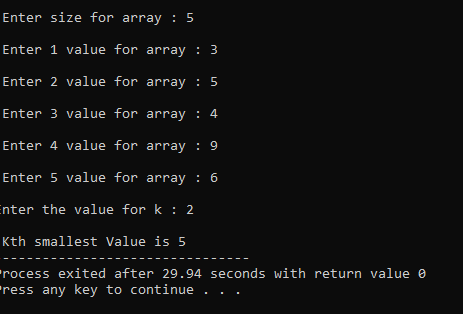 Enter size for array : 5
Enter 1 value for array : 3
Enter 2 value for array : 5
Enter 3 value for array : 4
Enter 4 value for array : 9
Enter 5 value for array : 6
Enter the value for k : 2
Kth smallest Value is 5
--------------------------------
Process exited after 29.94 seconds with return value 0
Press any key to continue . . .